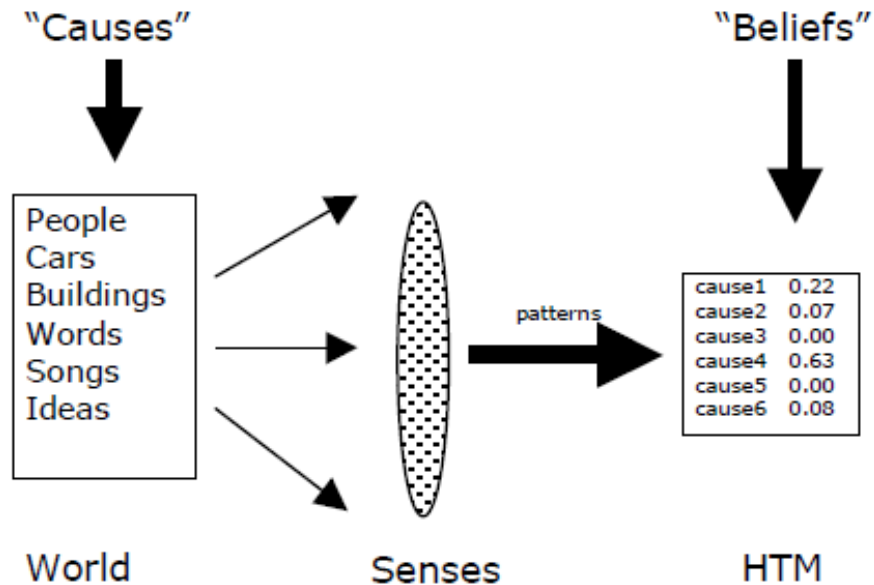 “Causes”
“Beliefs”
People
Cars
Buildings
Words
Songs
Ideas
patterns
cause1 0.22
cause2 0.07
cause3 0.00
cause4 0.63
cause5 0.00
cause6 0.08
World
Senses
HTM